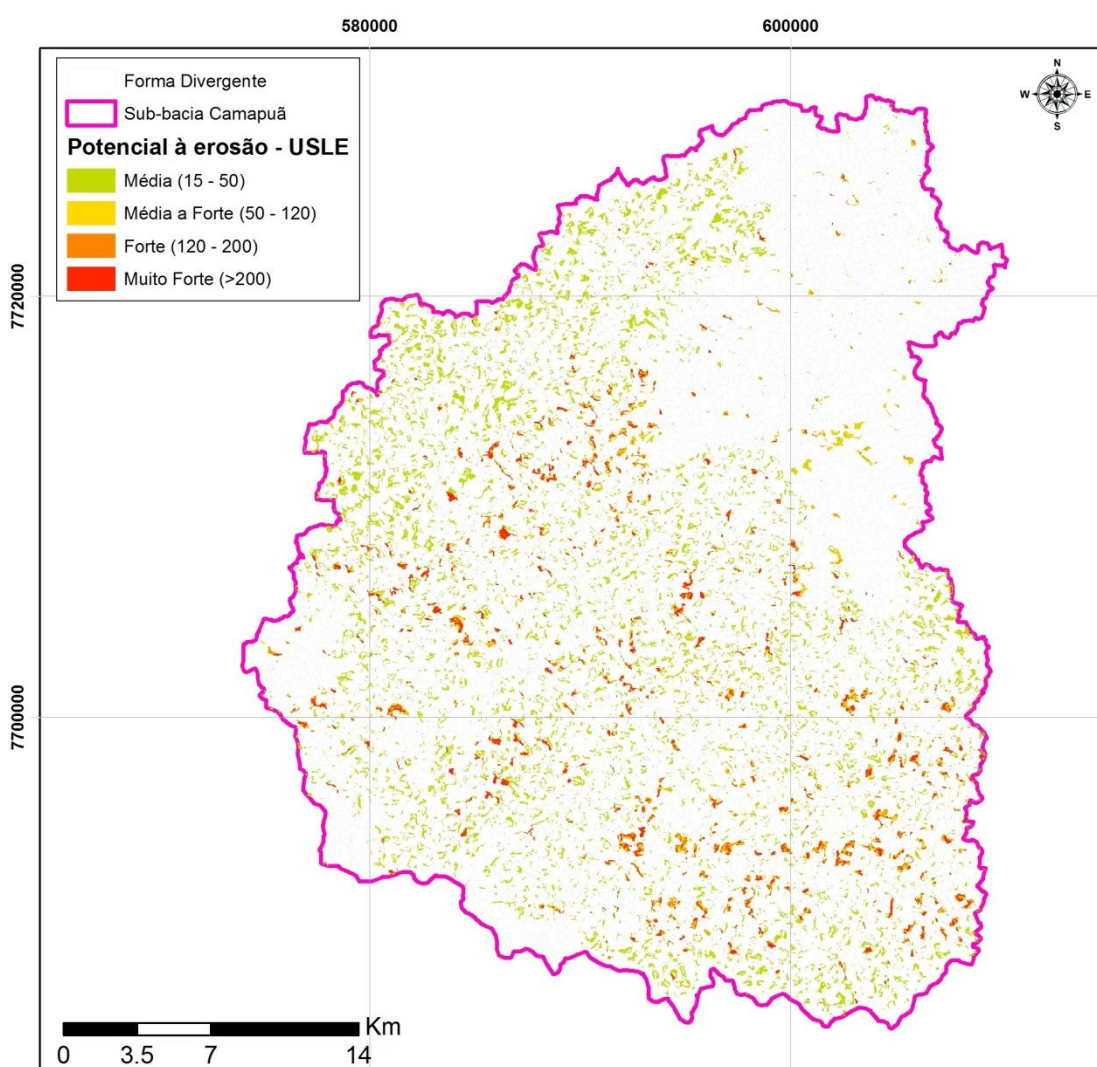 580000
600000
Forma Divergente
Sub-bacia Camapuã
Potencial à erosão - USLE
Média (15 - 50)
Média a Forte (50 - 120)
Forte (120 - 200)
Muito Forte (>200)
N
W
E
S
7720000
7700000
Km
0
3.5
7
14